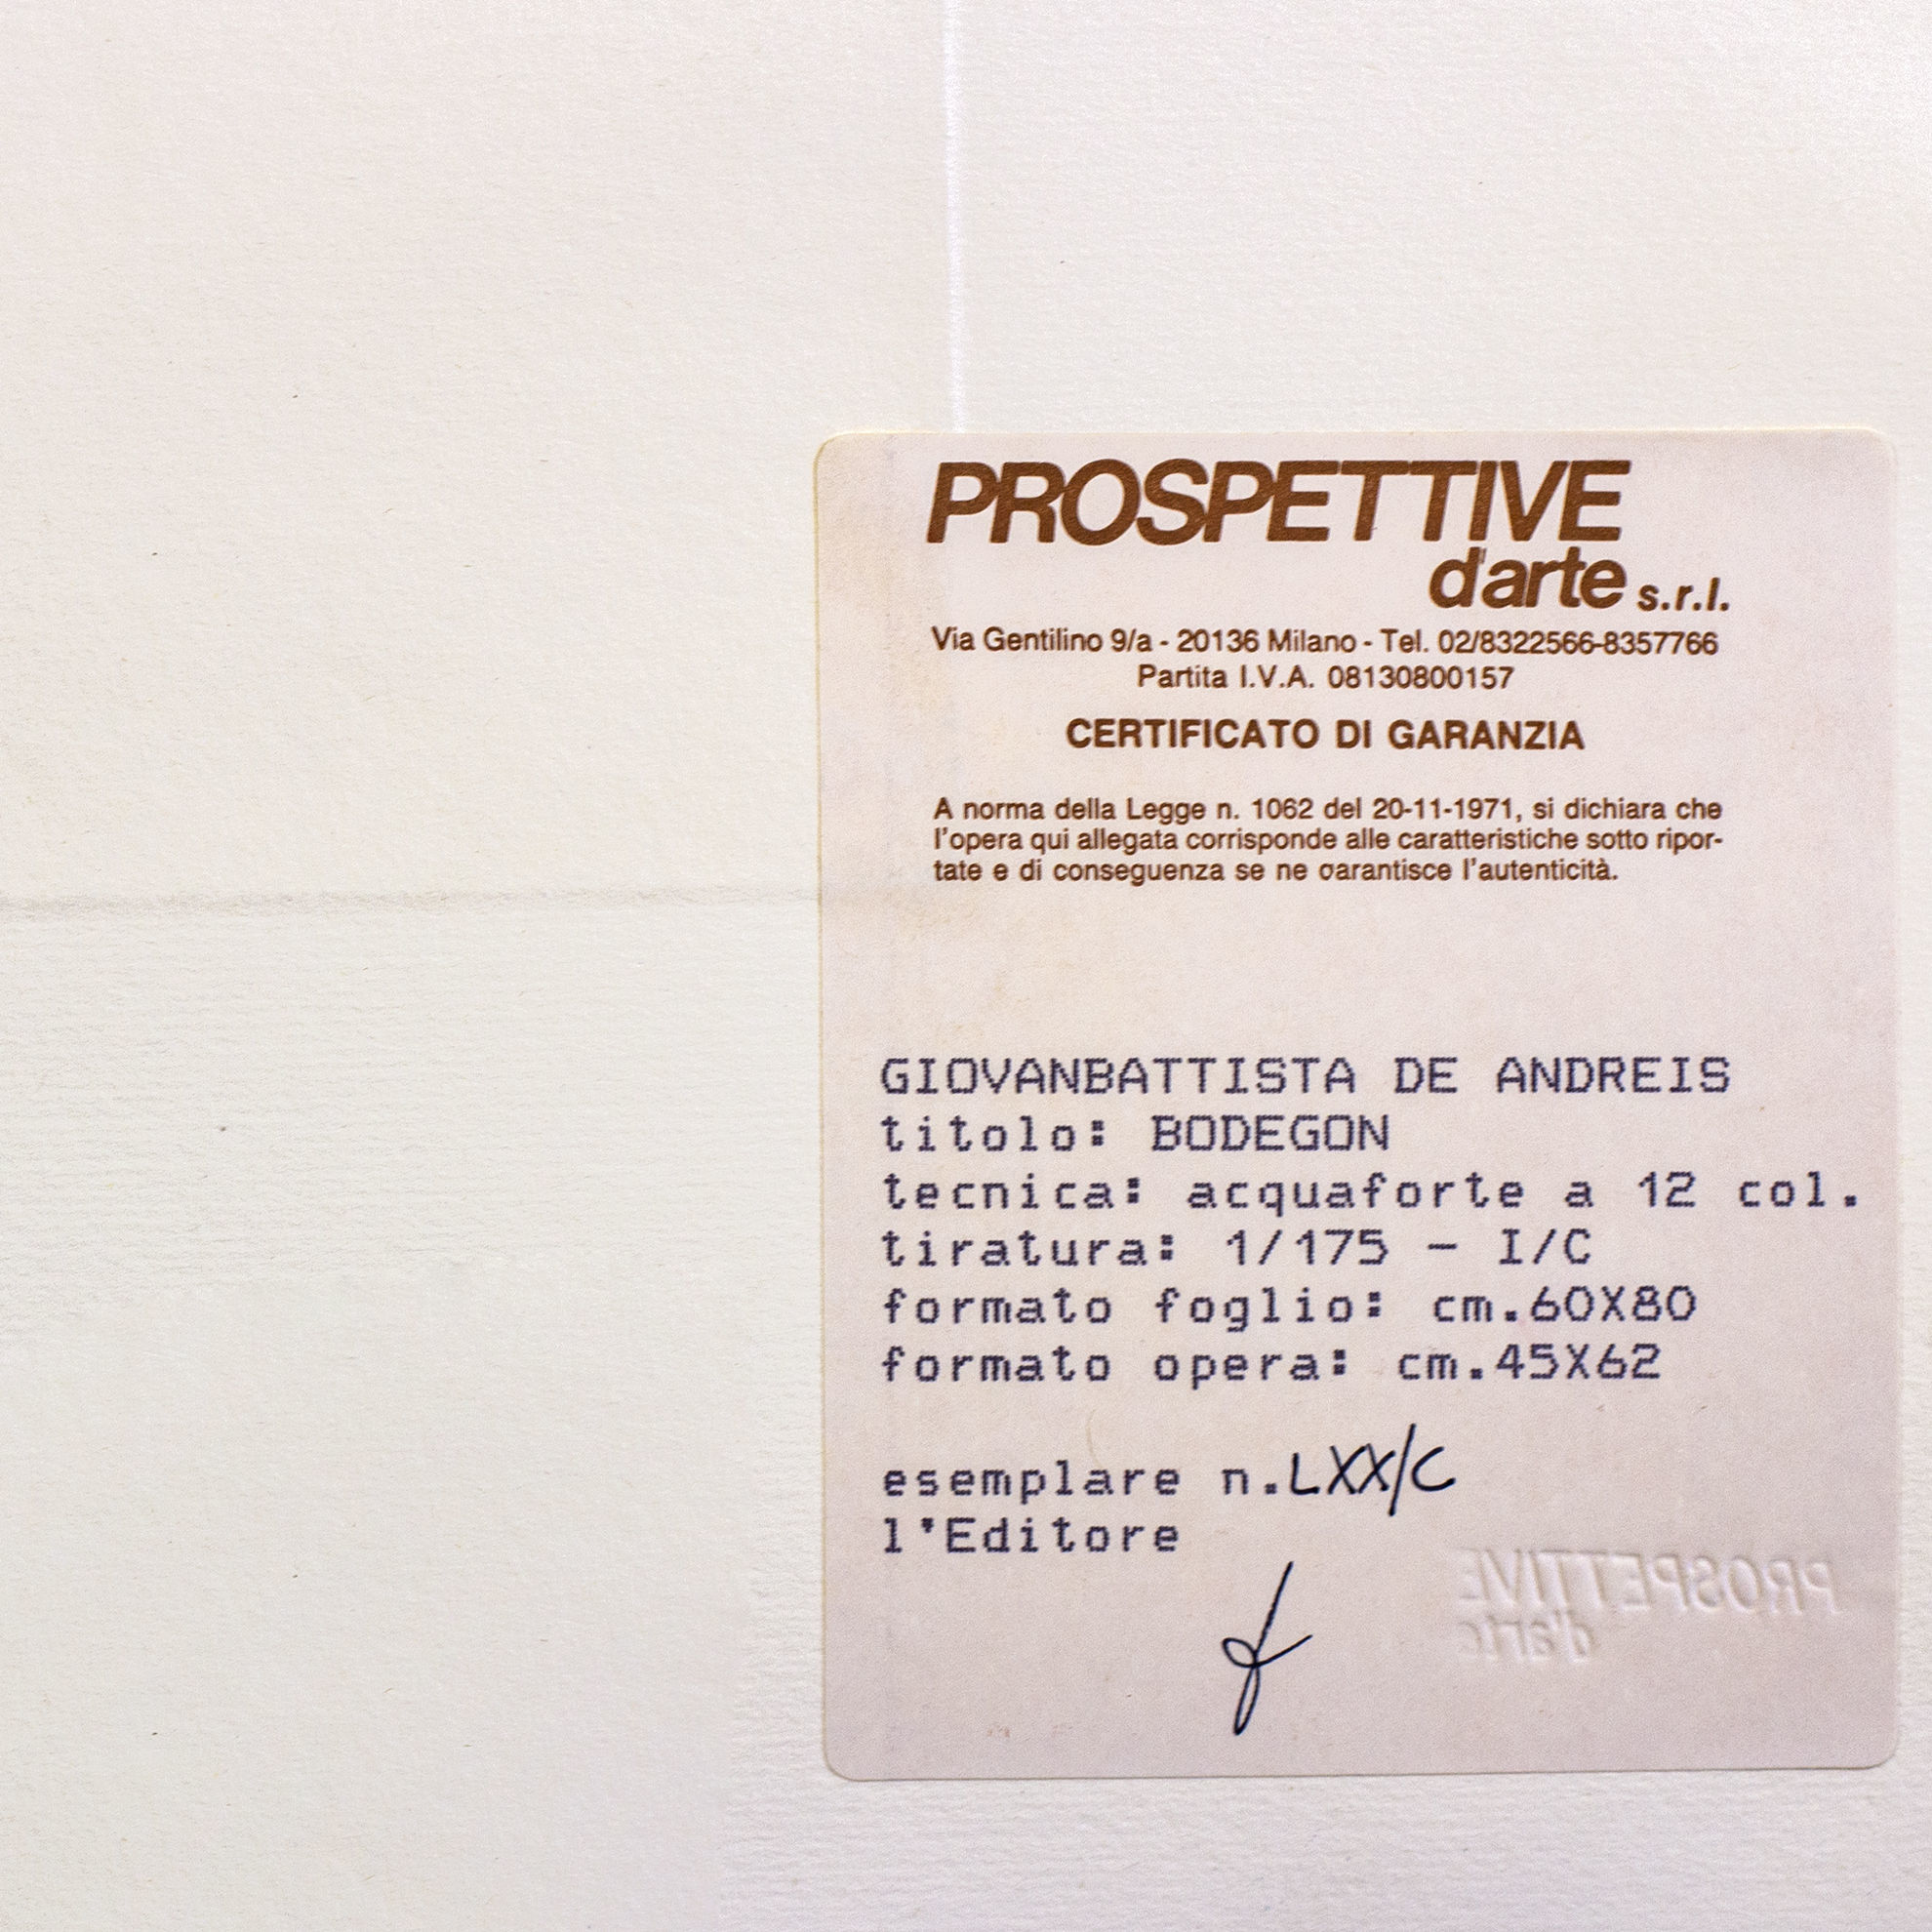 PROSPETTIVE
d'arte s.r.l.
Via Gentilino 9/a - 20136 Milano - Tel. 02/8322566-8357766
Partita I.V.A. 08130800157
CERTIFICATO DI GARANZIA
A norma della Legge n. 1062 del 20-11-1971, si dichiara che
l'opera qui allegata corrisponde alle caratteristiche sotto ripor-
tate e di conseguenza se ne garantisce l'autenticità.
GIOVANBATTISTA DE ANDREIS
titolo: BODEGON
tecnica: acquaforte a 12 col.
tiratura: 1/175 - I/C
formato foglio: cm.60X80
formato opera: cm.45X62
esemplare n.LXX/C
l'Editore
PROSPETTIVE
d'arte